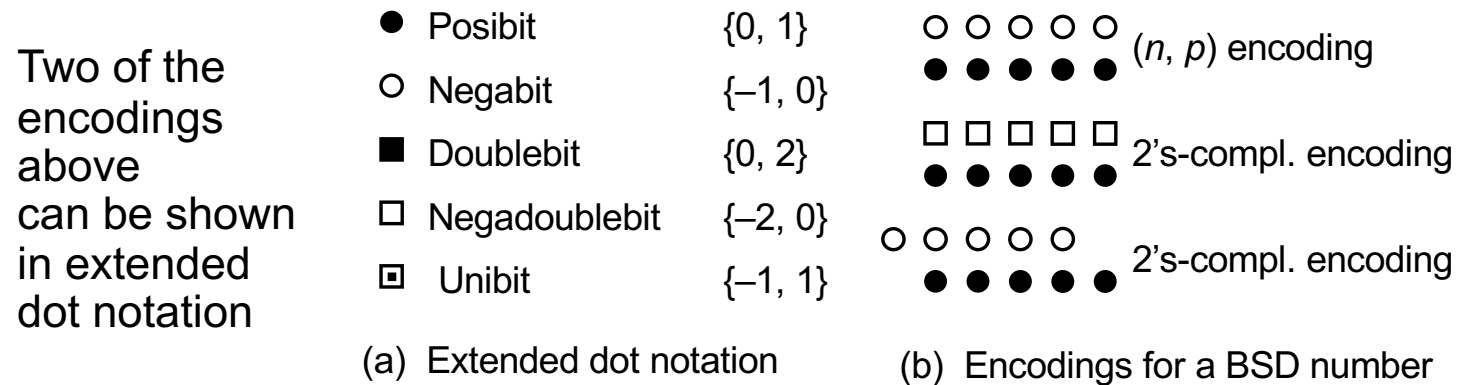 Two of the
encodings
above
can be shown
in extended
dot notation
● Posibit {0, 1}
○ Negabit {–1, 0}
■ Doublebit {0, 2}
□ Negadoublebit {–2, 0}
▣ Unibit {–1, 1}
(a) Extended dot notation
(n, p) encoding
2's-compl. encoding
2's-compl. encoding
(b) Encodings for a BSD number